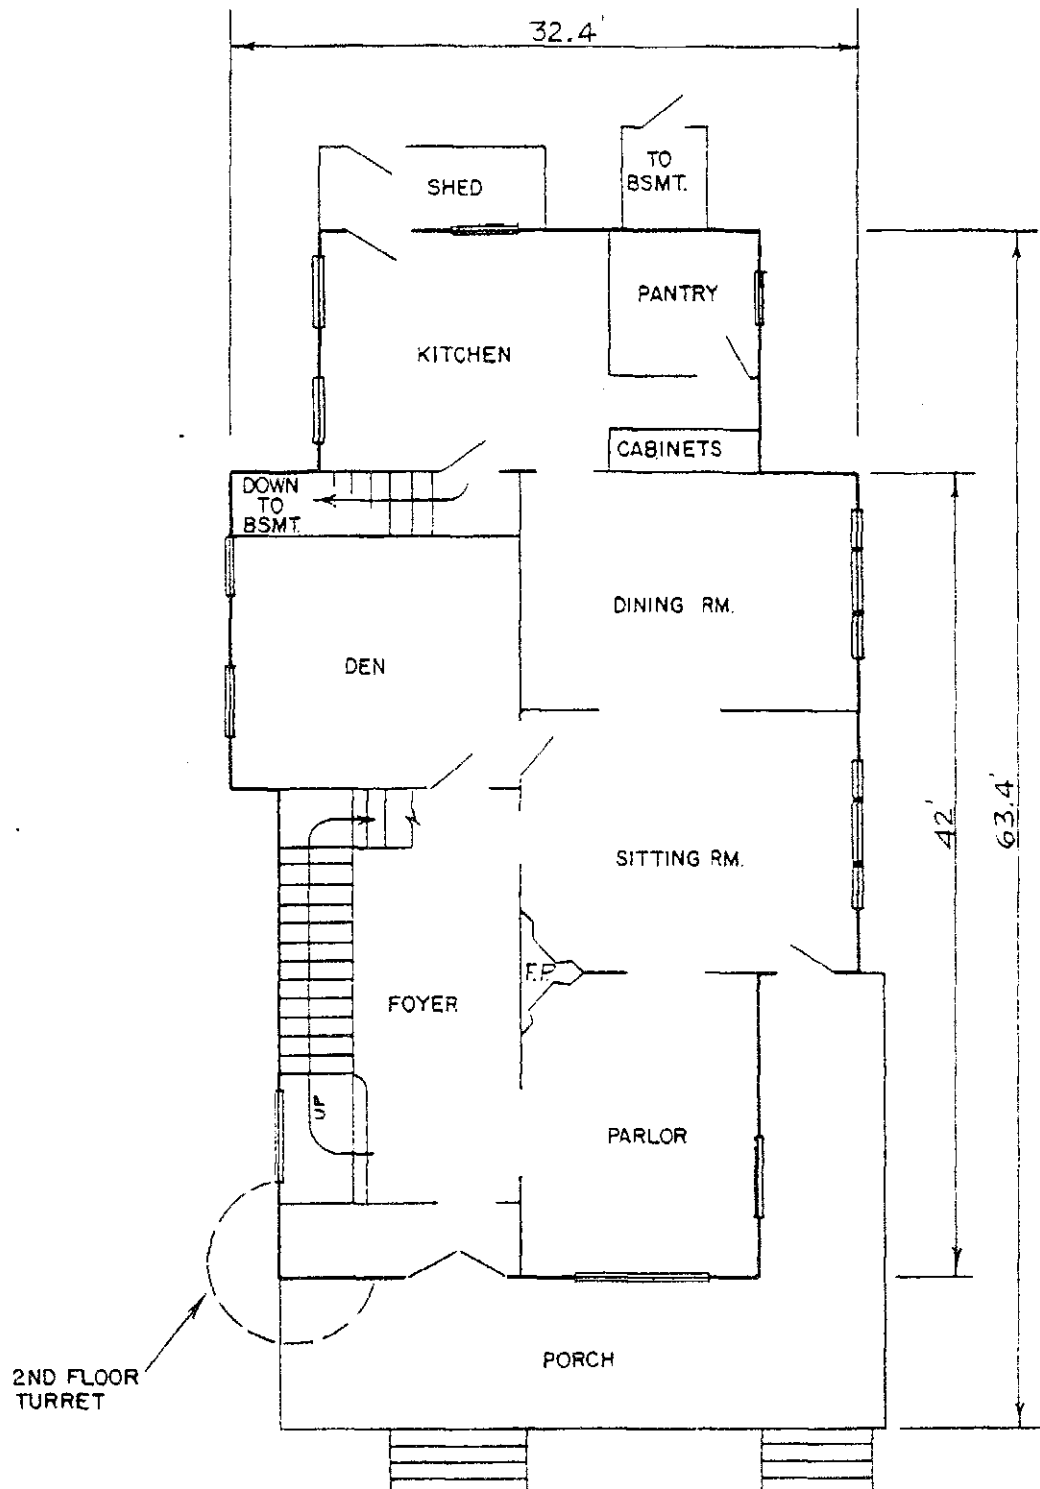 32.4'
TO
BSMT.
SHED
PANTRY
KITCHEN
CABINETS
DOWN
TO
BSMT.
DINING RM.
DEN
42'
63.4'
SITTING RM.
F.P.
FOYER
UP
PARLOR
PORCH
2ND FLOOR
TURRET